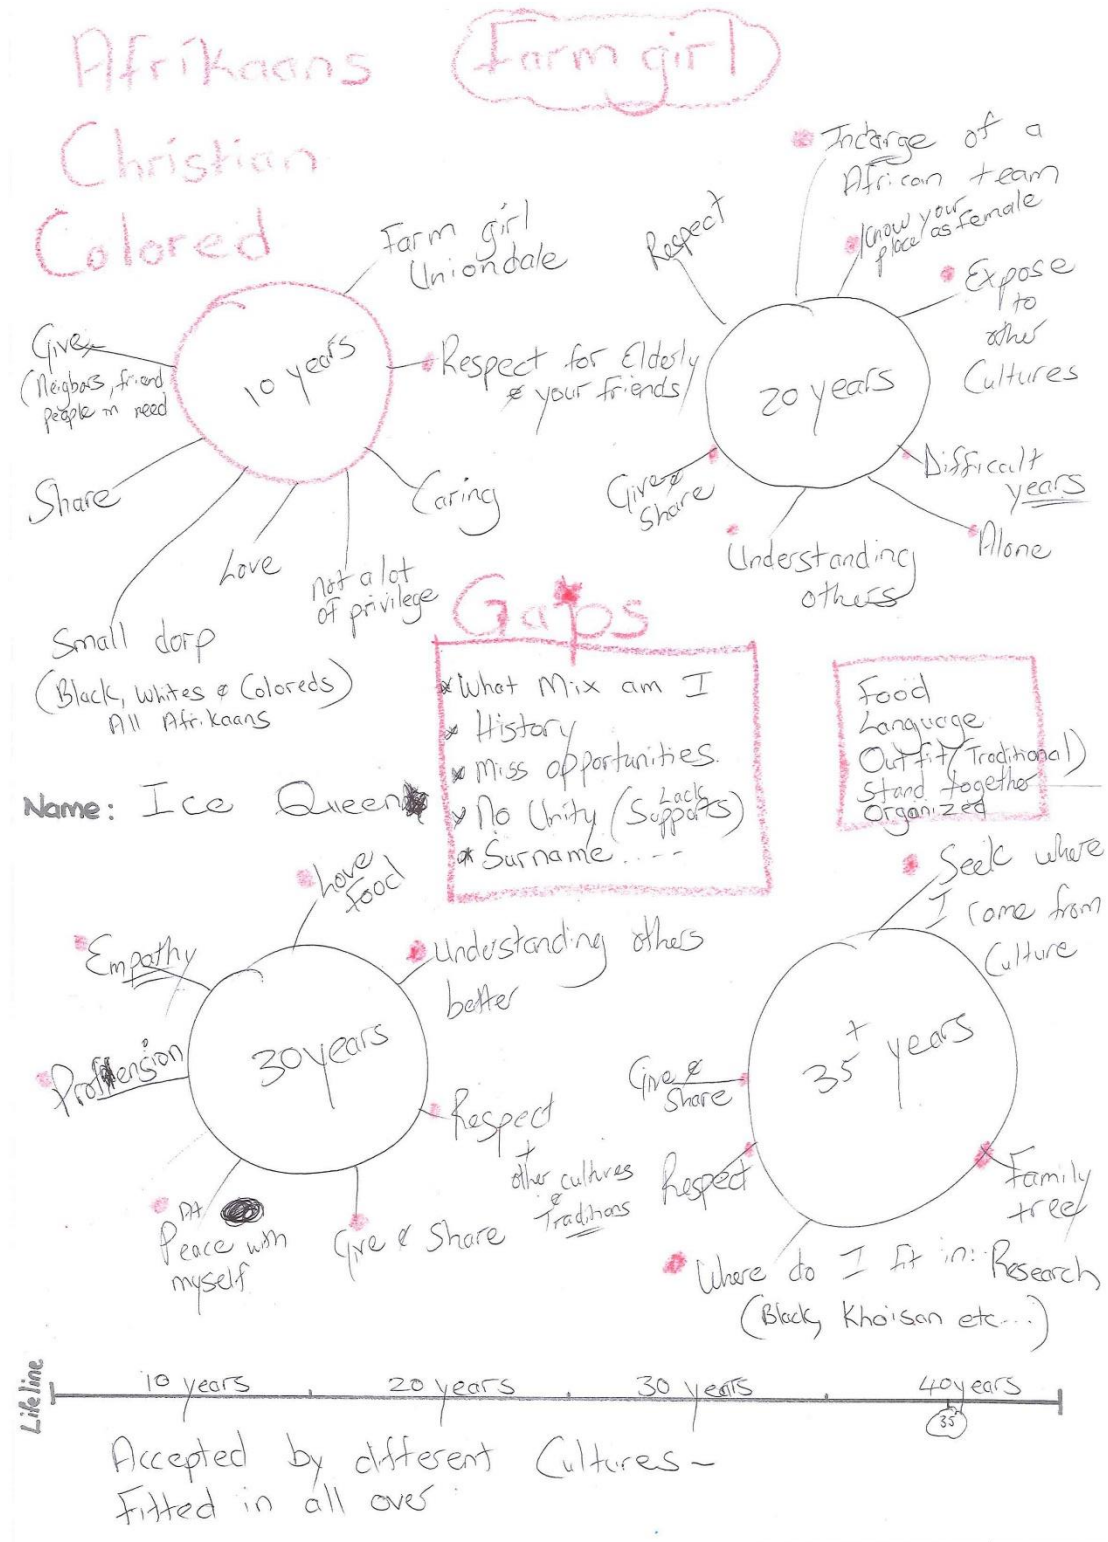 Afrikaans
Farm girl
Christian
Colored
Farm girl
Uniondale
Give
(Neigbors, friend,
people in need
10 years
Respect for Elderly
& your friends
Share
Caring
Love
not a lot
of privilege
Small dorp
(Black, Whites & Coloreds)
All Afrikaans
Incharge of a
African team
Know your
place as female
Respect
Expose
to
other
Cultures
20 years
Difficult
years
Give &
Share
Alone
Understanding
others
Gaps
* What Mix am I
* History
* Miss opportunities.
* No Unity (Lack
Supports)
* Surname.....
Food
Language
Outfit (Traditional)
Stand together
Organized
Name: Ice Queen
Love
Food
Empathy
Understanding others
better
30 years
Respect
+
other cultures
&
Traditions
Give & Share
At
Peace with
myself
Seek where
I come from
Culture
35+ years
Give &
Share
Respect
Family
tree
Where do I fit in: Research
(Black, Khoisan etc...)
Lifeline
10 years
20 years
30 years
40 years
35
Accepted by different Cultures -
Fitted in all over.